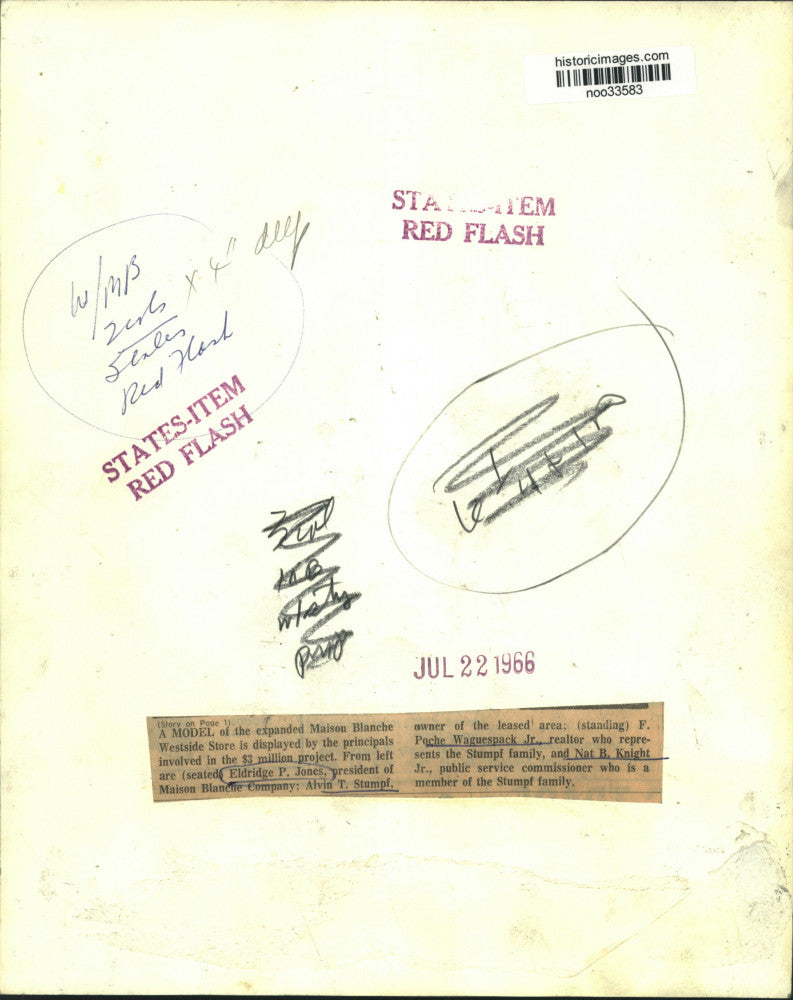 historicimages.com
noo33583
STATES-ITEM
RED FLASH
W/MB
x 4" deep
States
Red Flash
STATES-ITEM
RED FLASH
MB
JUL 22 1966
(Story on Page 1)
A MODEL of the expanded Maison Blanche
Westside Store is displayed by the principals
involved in the $3 million project. From left
are (seated) Eldridge P. Jones, president of
Maison Blanche Company; Alvin T. Stumpf,
owner of the leased area; (standing) F.
Poche Waguespack Jr., realtor who repre-
sents the Stumpf family, and Nat B. Knight
Jr., public service commissioner who is a
member of the Stumpf family.